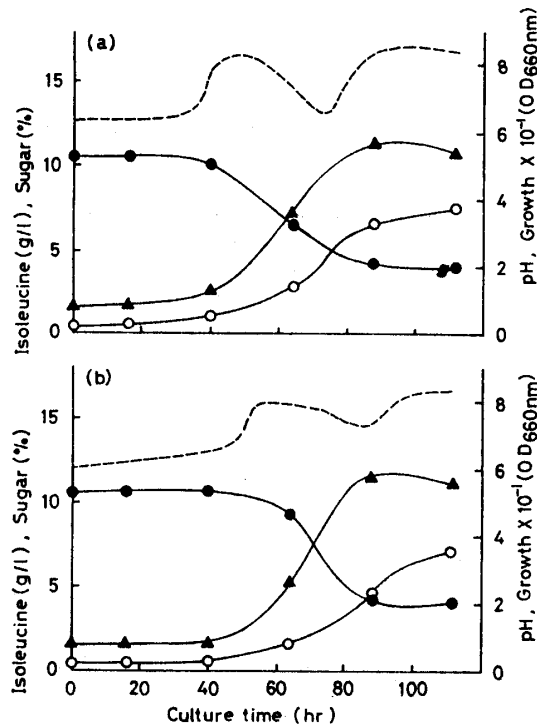 (a)
15
10
5
0
Isoleucine (g/l), Sugar (%)
8
6
4
2
0
pH, Growth X 10⁻¹ (O D660nm)
(b)
15
10
5
0
Isoleucine (g/l), Sugar (%)
8
6
4
2
0
pH, Growth X 10⁻¹ (O D660nm)
0 20 40 60 80 100
Culture time (hr)